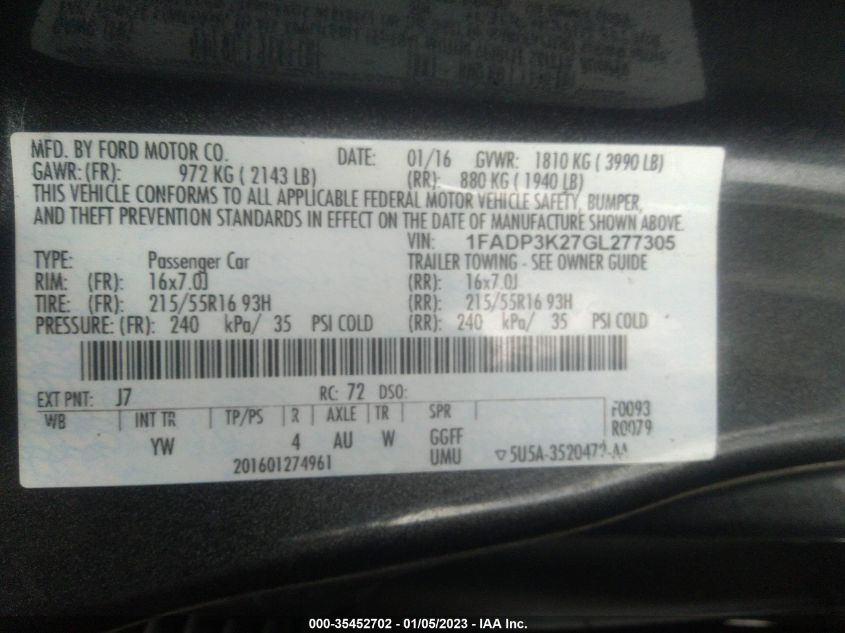 MFD. BY FORD MOTOR CO. DATE: 01/16 GVWR: 1810 KG ( 3990 LB)
GAWR: (FR): 972 KG ( 2143 LB) (RR): 880 KG ( 1940 LB)
THIS VEHICLE CONFORMS TO ALL APPLICABLE FEDERAL MOTOR VEHICLE SAFETY, BUMPER,
AND THEFT PREVENTION STANDARDS IN EFFECT ON THE DATE OF MANUFACTURE SHOWN ABOVE.
VIN: 1FADP3K27GL277305
TYPE: Passenger Car TRAILER TOWING - SEE OWNER GUIDE
RIM: (FR): 16x7.0J (RR): 16x7.0J
TIRE: (FR): 215/55R16 93H (RR): 215/55R16 93H
PRESSURE: (FR): 240 kPa/ 35 PSI COLD (RR): 240 kPa/ 35 PSI COLD
EXT PNT: J7 RC: 72 DSO:
WB INT TR TP/PS R AXLE TR SPR F0093
R0079
YW 4 AU W GGFF
UMU
201601274961
000-35452702 - 01/05/2023 - IAA Inc.